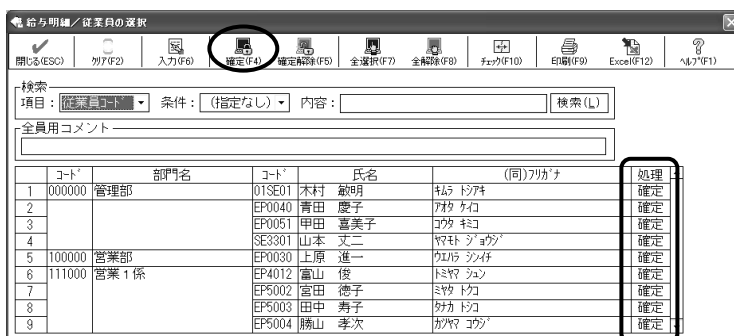 給与明細／従業員の選択
閉じる(ESC) ｸﾘｱ(F2) 入力(F6) 確定(F4) 確定解除(F5) 全選択(F7) 全解除(F8) ﾁｪｯｸ(F10) 印刷(F9) Excel(F12) ﾍﾙﾌﾟ(F1)
検索
項目： 従業員ｺｰﾄﾞ 条件： (指定なし) 内容： 検索(L)
全員用コメント
ｺｰﾄﾞ 部門名 ｺｰﾄﾞ 氏名 (同)ﾌﾘｶﾞﾅ 処理
1 000000 管理部 01SE01 木村 敏明 ｷﾑﾗ ﾄｼｱｷ 確定
2 EP0040 青田 慶子 ｱｵﾀ ｹｲｺ 確定
3 EP0051 甲田 喜美子 ｺｳﾀ ｷﾐｺ 確定
4 SE3301 山本 丈二 ﾔﾏﾓﾄ ｼﾞｮｳｼﾞ 確定
5 100000 営業部 EP0030 上原 進一 ｳｴﾊﾗ ｼﾝｲﾁ 確定
6 111000 営業１係 EP4012 富山 俊 ﾄﾐﾔﾏ ｼｭﾝ 確定
7 EP5002 宮田 徳子 ﾐﾔﾀ ﾄｸｺ 確定
8 EP5003 田中 寿子 ﾀﾅｶ ﾄｼｺ 確定
9 EP5004 勝山 孝次 ｶﾂﾔﾏ ｺｳｼﾞ 確定